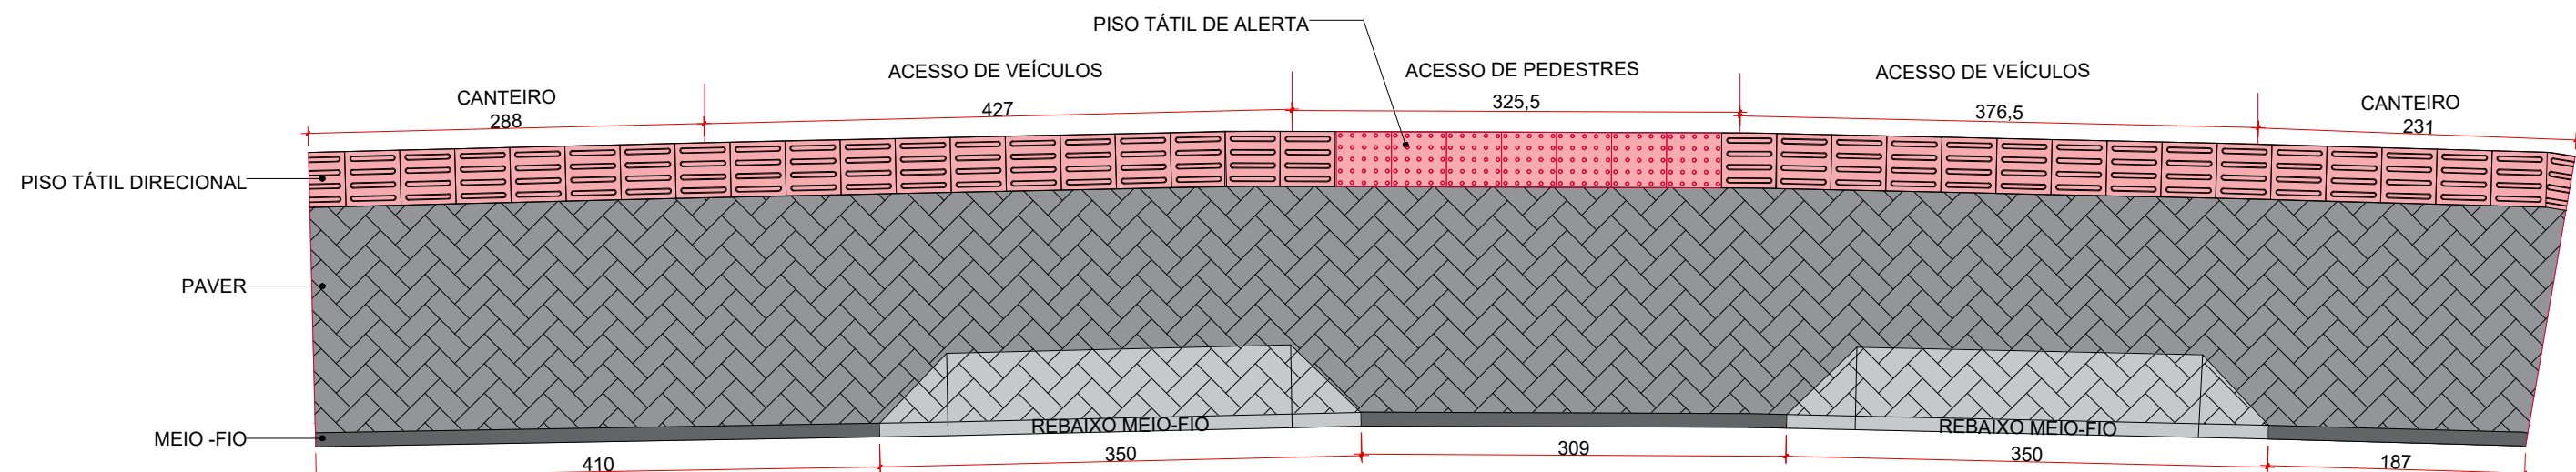 PISO TÁTIL DE ALERTA
ACESSO DE VEÍCULOS
ACESSO DE PEDESTRES
ACESSO DE VEÍCULOS
CANTEIRO
CANTEIRO
288
427
325,5
376,5
231
PISO TÁTIL DIRECIONAL
PAVER
MEIO -FIO
REBAIXO MEIO-FIO
REBAIXO MEIO-FIO
410
350
309
350
187